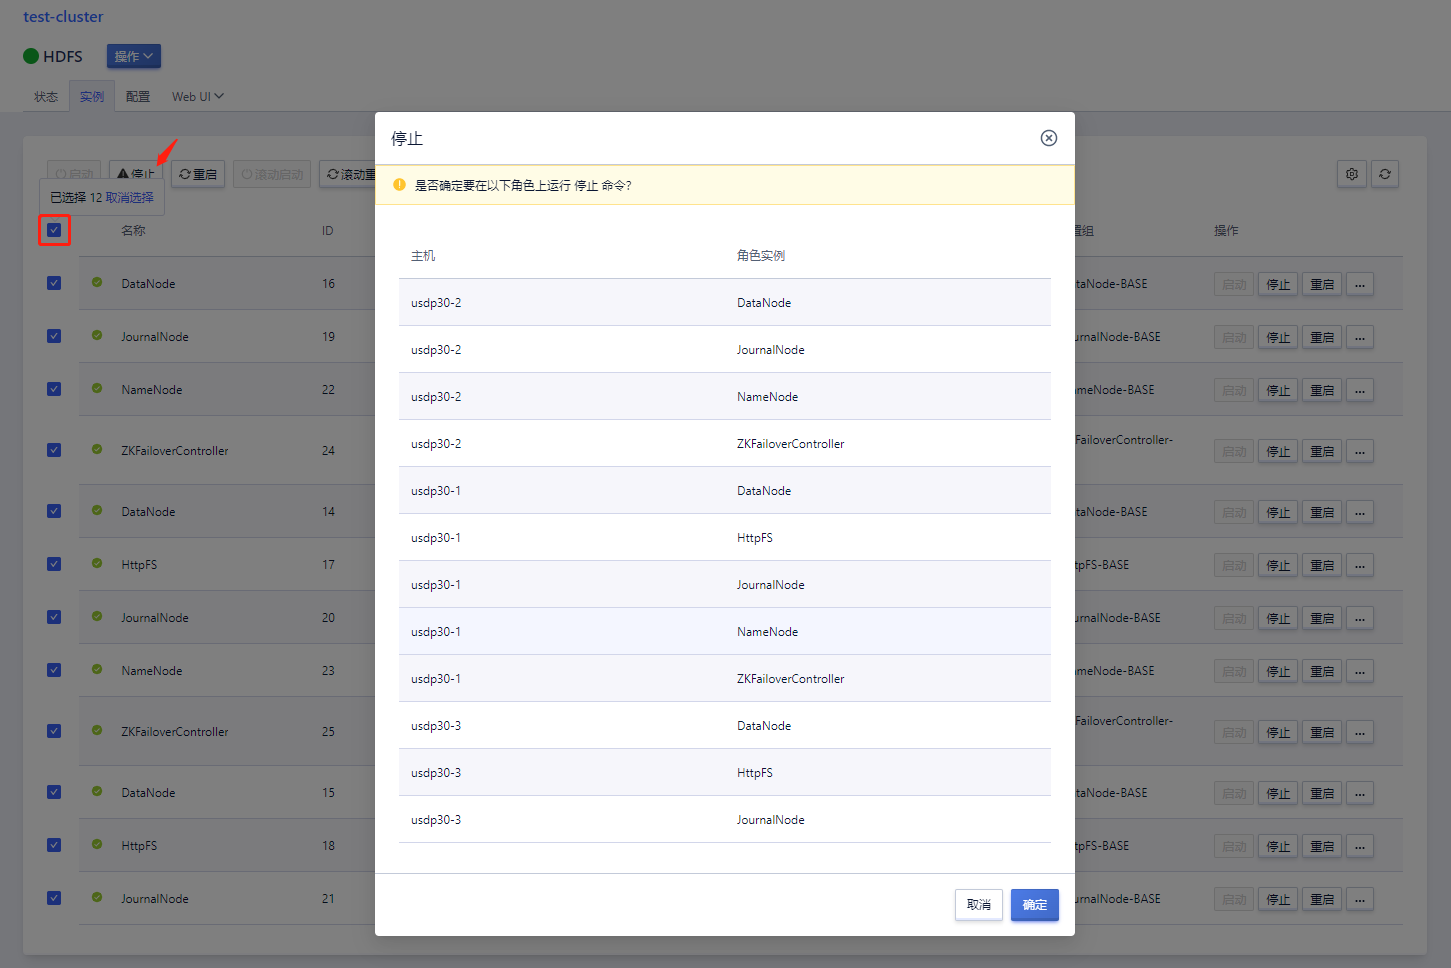 test-cluster
HDFS 操作
状态 实例 配置 Web UI
启动 停止 重启 滚动启动 滚动重
已选择 12 取消选择
名称 ID 置组 操作
DataNode 16 taNode-BASE 启动 停止 重启 ...
JournalNode 19 urnalNode-BASE 启动 停止 重启 ...
NameNode 22 meNode-BASE 启动 停止 重启 ...
ZKFailoverController 24 FailoverController- 启动 停止 重启 ...
DataNode 14 taNode-BASE 启动 停止 重启 ...
HttpFS 17 tpFS-BASE 启动 停止 重启 ...
JournalNode 20 urnalNode-BASE 启动 停止 重启 ...
NameNode 23 meNode-BASE 启动 停止 重启 ...
ZKFailoverController 25 FailoverController- 启动 停止 重启 ...
DataNode 15 taNode-BASE 启动 停止 重启 ...
HttpFS 18 tpFS-BASE 启动 停止 重启 ...
JournalNode 21 urnalNode-BASE 启动 停止 重启 ...
停止
是否确定要在以下角色上运行 停止 命令?
主机 角色实例
usdp30-2 DataNode
usdp30-2 JournalNode
usdp30-2 NameNode
usdp30-2 ZKFailoverController
usdp30-1 DataNode
usdp30-1 HttpFS
usdp30-1 JournalNode
usdp30-1 NameNode
usdp30-1 ZKFailoverController
usdp30-3 DataNode
usdp30-3 HttpFS
usdp30-3 JournalNode
取消 确定